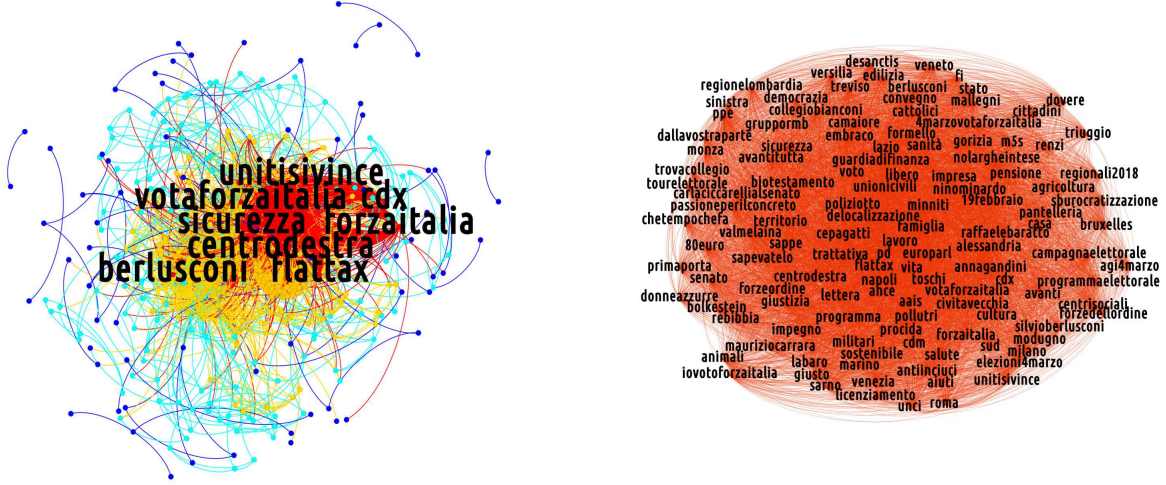 unitisivince
votaforzaitalia cdx
sicurezza forzaitalia
centrodestra
berlusconi flattax
desanctis
veneto
versilia
edilizia
fi
regionelombardia
treviso
berlusconi
stato
sinistra
democrazia
convegno
mallegni
dovere
ppe
collegiobianconi
cattolici
cittadini
gruppormb
camaiore
4marzovotaforzaitalia
dallavostraparte
embraco
formello
triuggio
monza
sicurezza
lazio
sanità
gorizia
m5s
renzi
avantitutta
guardiadifinanza
nolargheintese
trovacollegio
voto
libero
impresa
pensione
regionali2018
tourelettorale
biotestamento
unionicivili
ninominardo
agricoltura
carlaciccarellialsenato
poliziotto
minniti
19febbraio
sburocratizzazione
passioneperilconcreto
delocalizzazione
pantelleria
chetempochefa
territorio
famiglia
casa
bruxelles
valmelaina
cepagatti
raffaelebaratto
80euro
sappe
lavoro
alessandria
sapevatelo
trattativa
pd
europarl
campagnaelettorale
primaporta
flattax
vita
annagandini
agi4marzo
senato
centrodestra
napoli
toschi
cdx
programmaelettorale
donneazzurre
forzeordine
lettera
ance
votaforzaitalia
avanti
bolkestein
giustizia
aais
civitavecchia
centrisociali
rebibbia
programma
pollutri
cultura
forzedellordine
impegno
procida
forzaitalia
silvioberlusconi
mauriziocarrara
militari
cdm
sud
modugno
animali
labaro
sostenibile
salute
milano
iovotoforzaitalia
giusto
marino
antiinciuci
elezioni4marzo
sarno
venezia
aiuti
unitisivince
licenziamento
unci
roma